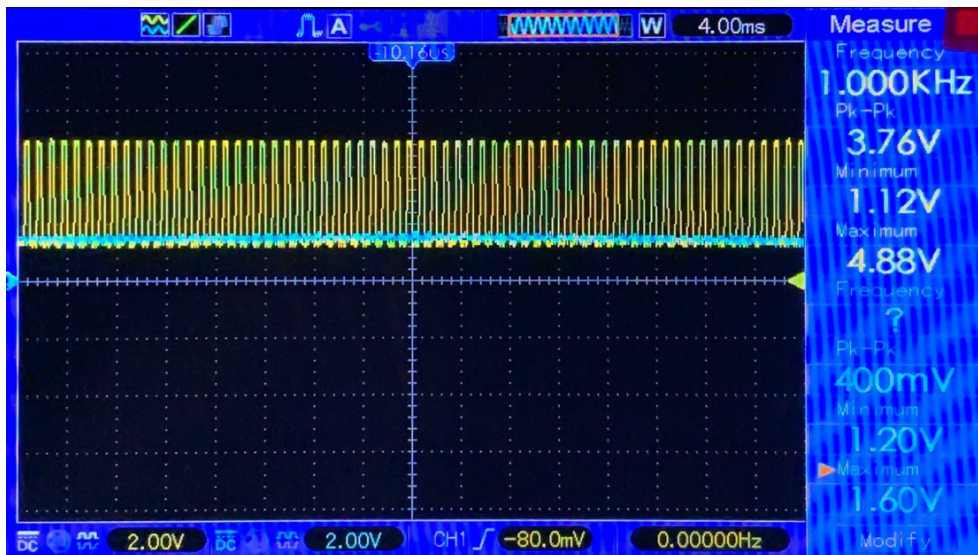 A
W
4.00ms
-10.16us
Measure
Frequency
1.000KHz
Pk-Pk
3.76V
Minimum
1.12V
Maximum
4.88V
Frequency
?
Pk-Pk
400mV
Minimum
1.20V
Maximum
1.60V
Modify
DC 2.00V DC 2.00V CH1 -80.0mV 0.00000Hz